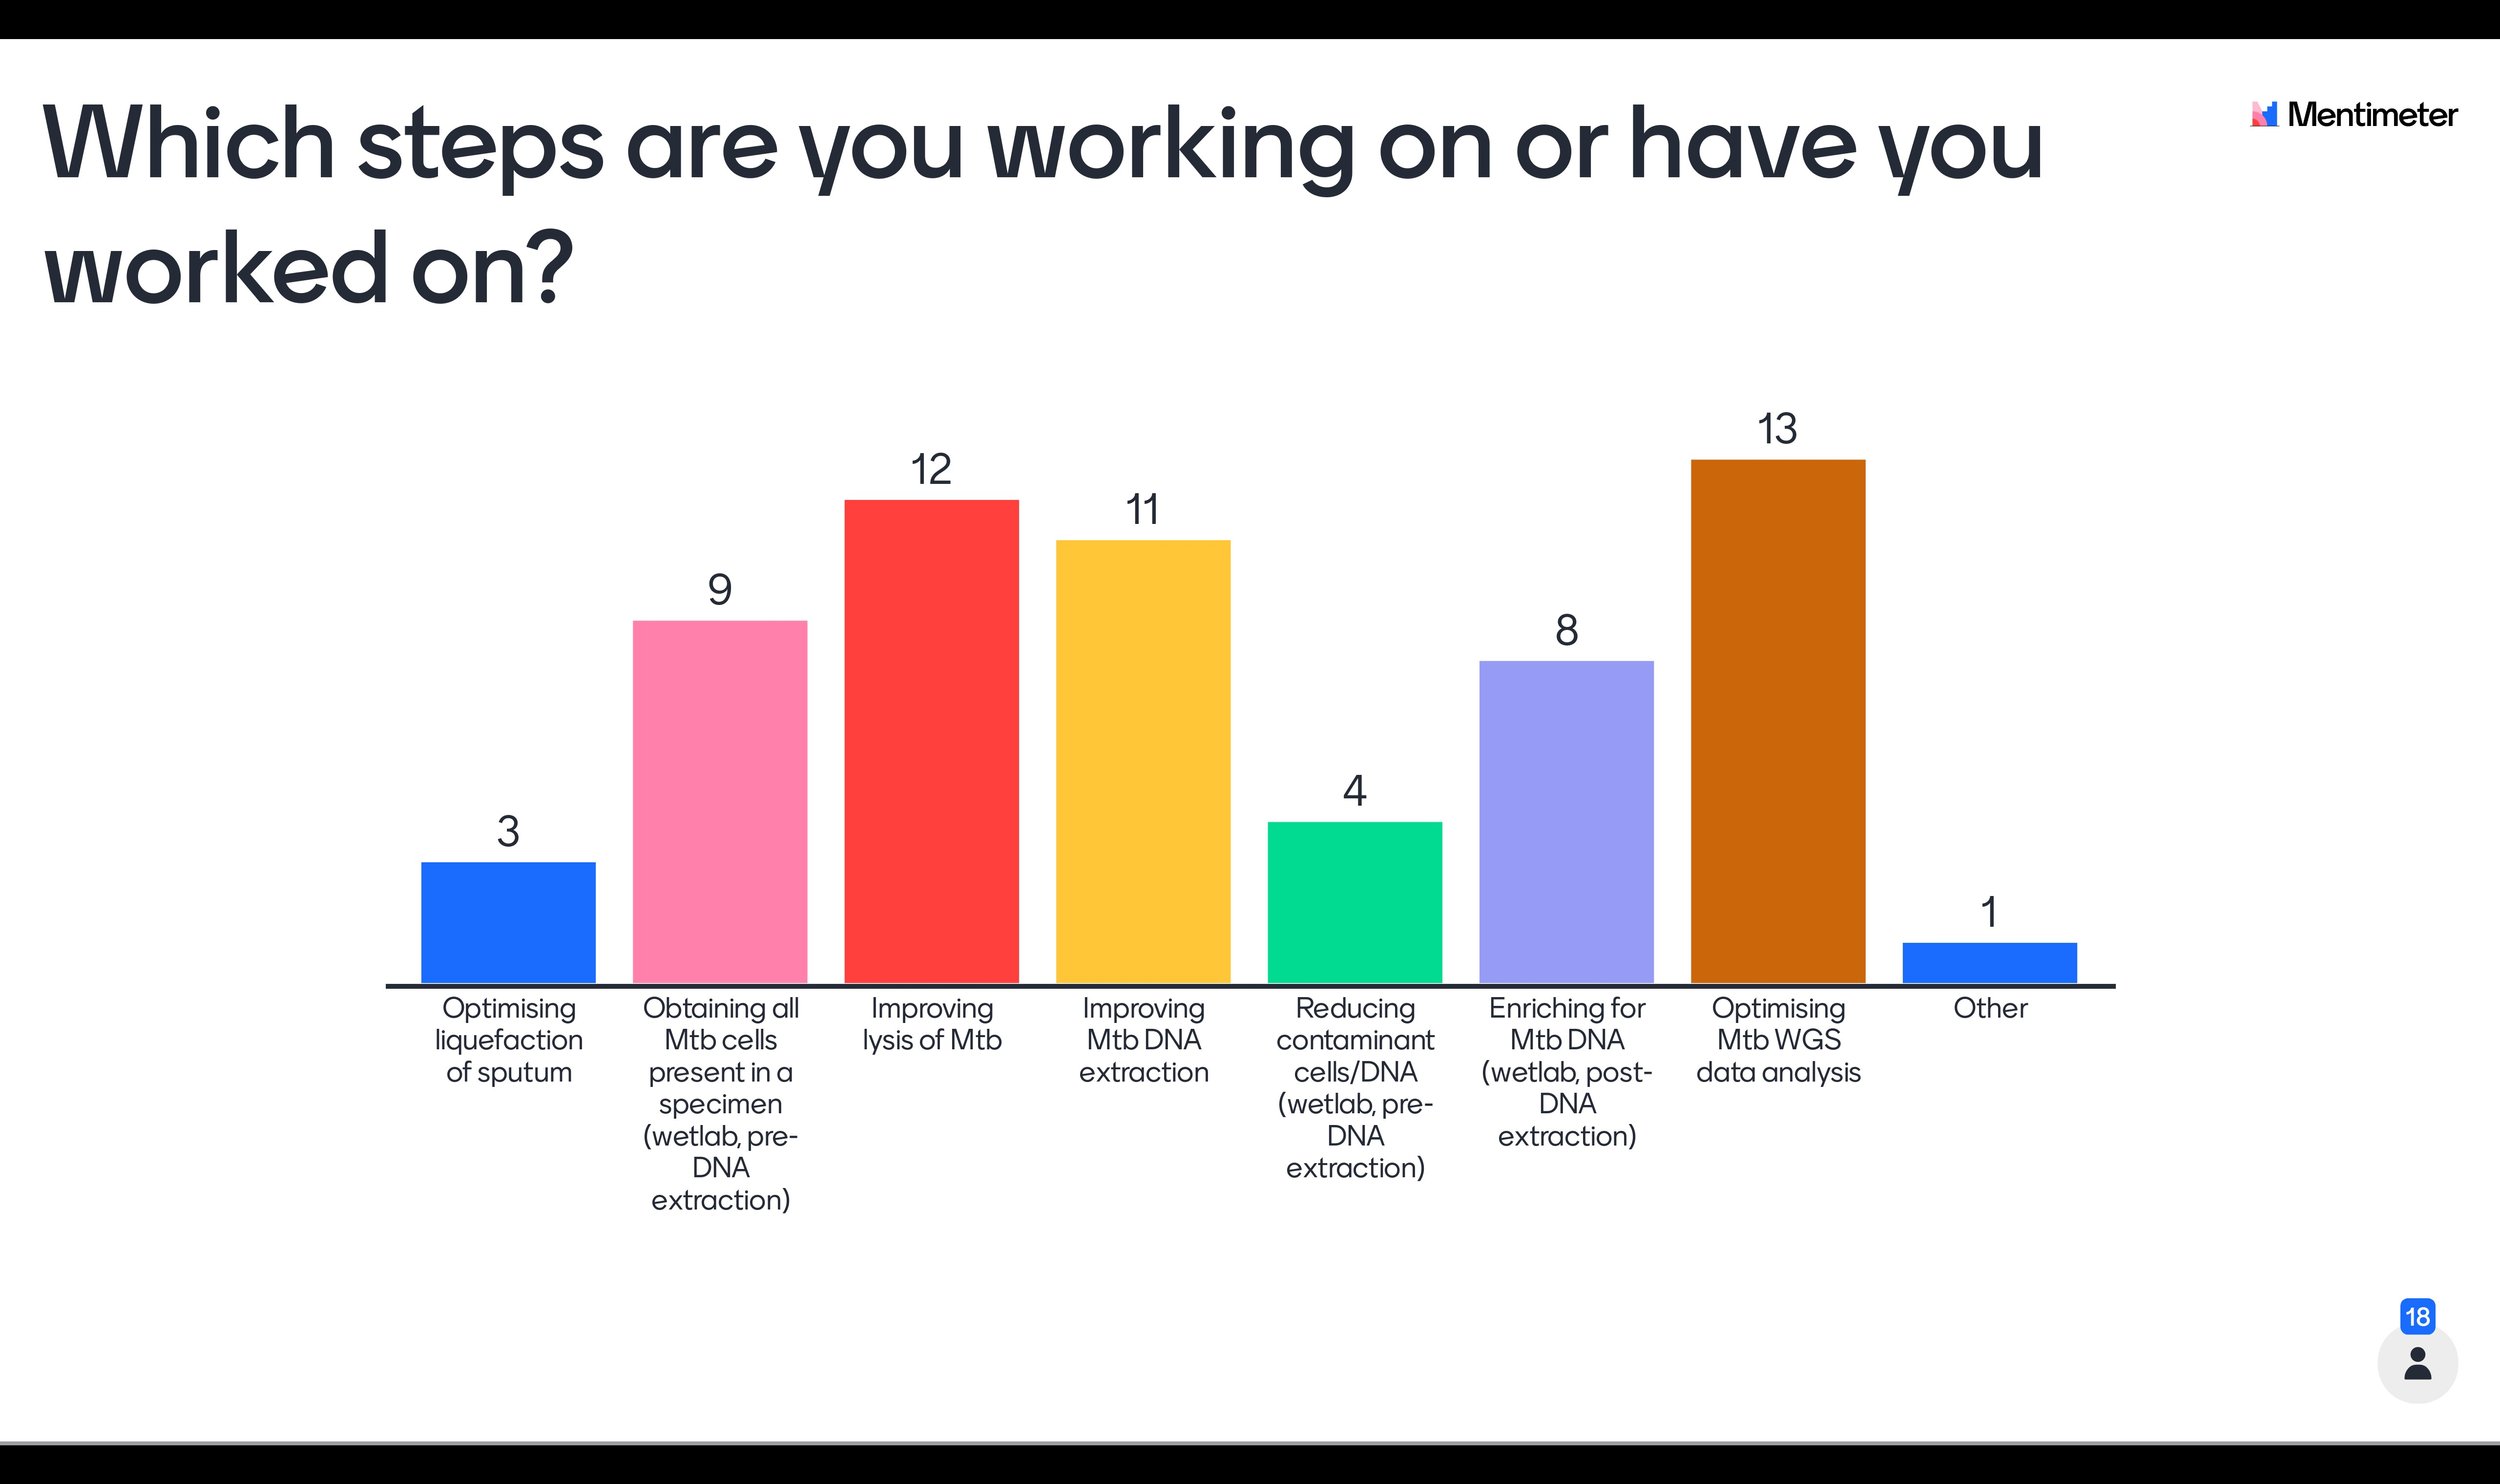 Which steps are you working on or have you
worked on?
Mentimeter
3
9
12
11
4
8
13
1
Optimising
liquefaction
of sputum
Obtaining all
Mtb cells
present in a
specimen
(wetlab, pre-
DNA
extraction)
Improving
lysis of Mtb
Improving
Mtb DNA
extraction
Reducing
contaminant
cells/DNA
(wetlab, pre-
DNA
extraction)
Enriching for
Mtb DNA
(wetlab, post-
DNA
extraction)
Optimising
Mtb WGS
data analysis
Other
18